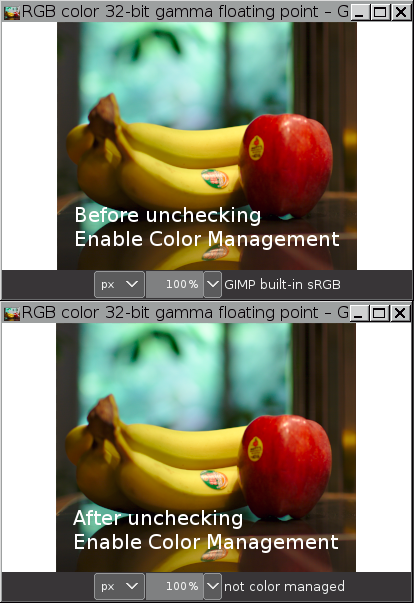 RGB color 32-bit gamma floating point – G
Before unchecking
Enable Color Management
px
100%
GIMP built-in sRGB
RGB color 32-bit gamma floating point – G
After unchecking
Enable Color Management
px
100%
not color managed